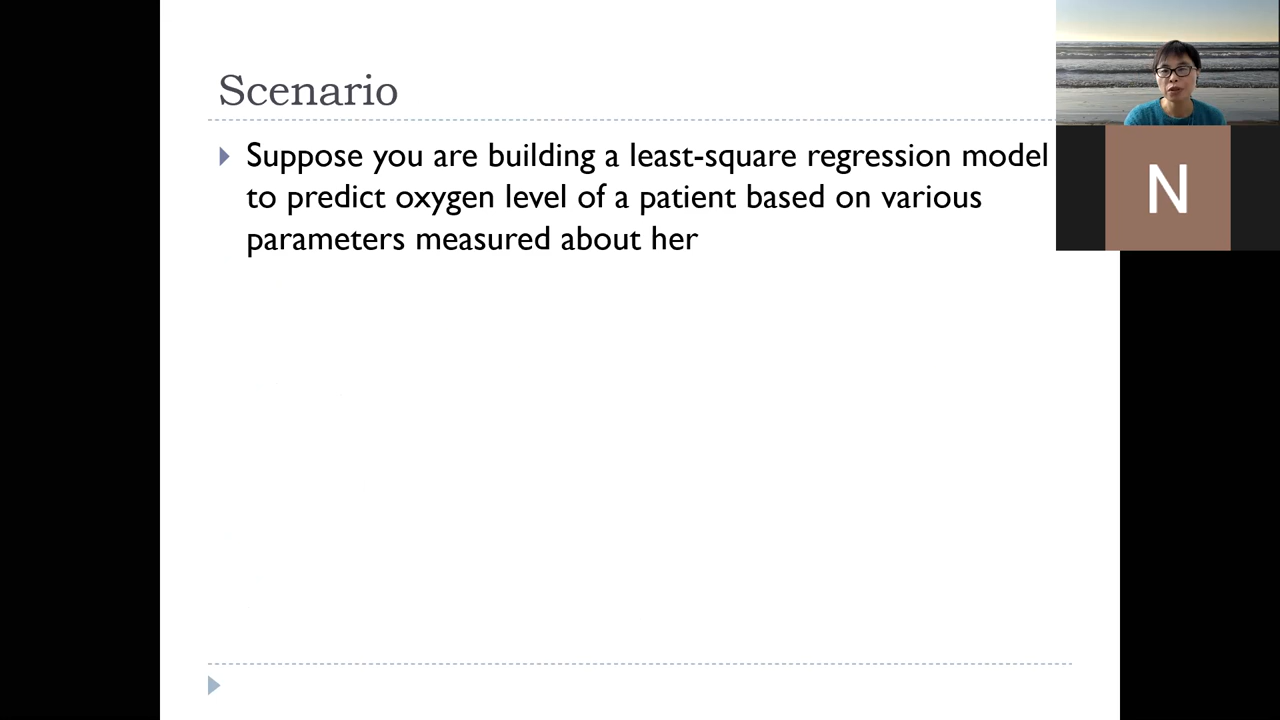 Scenario
Suppose you are building a least-square regression model
to predict oxygen level of a patient based on various
parameters measured about her
N